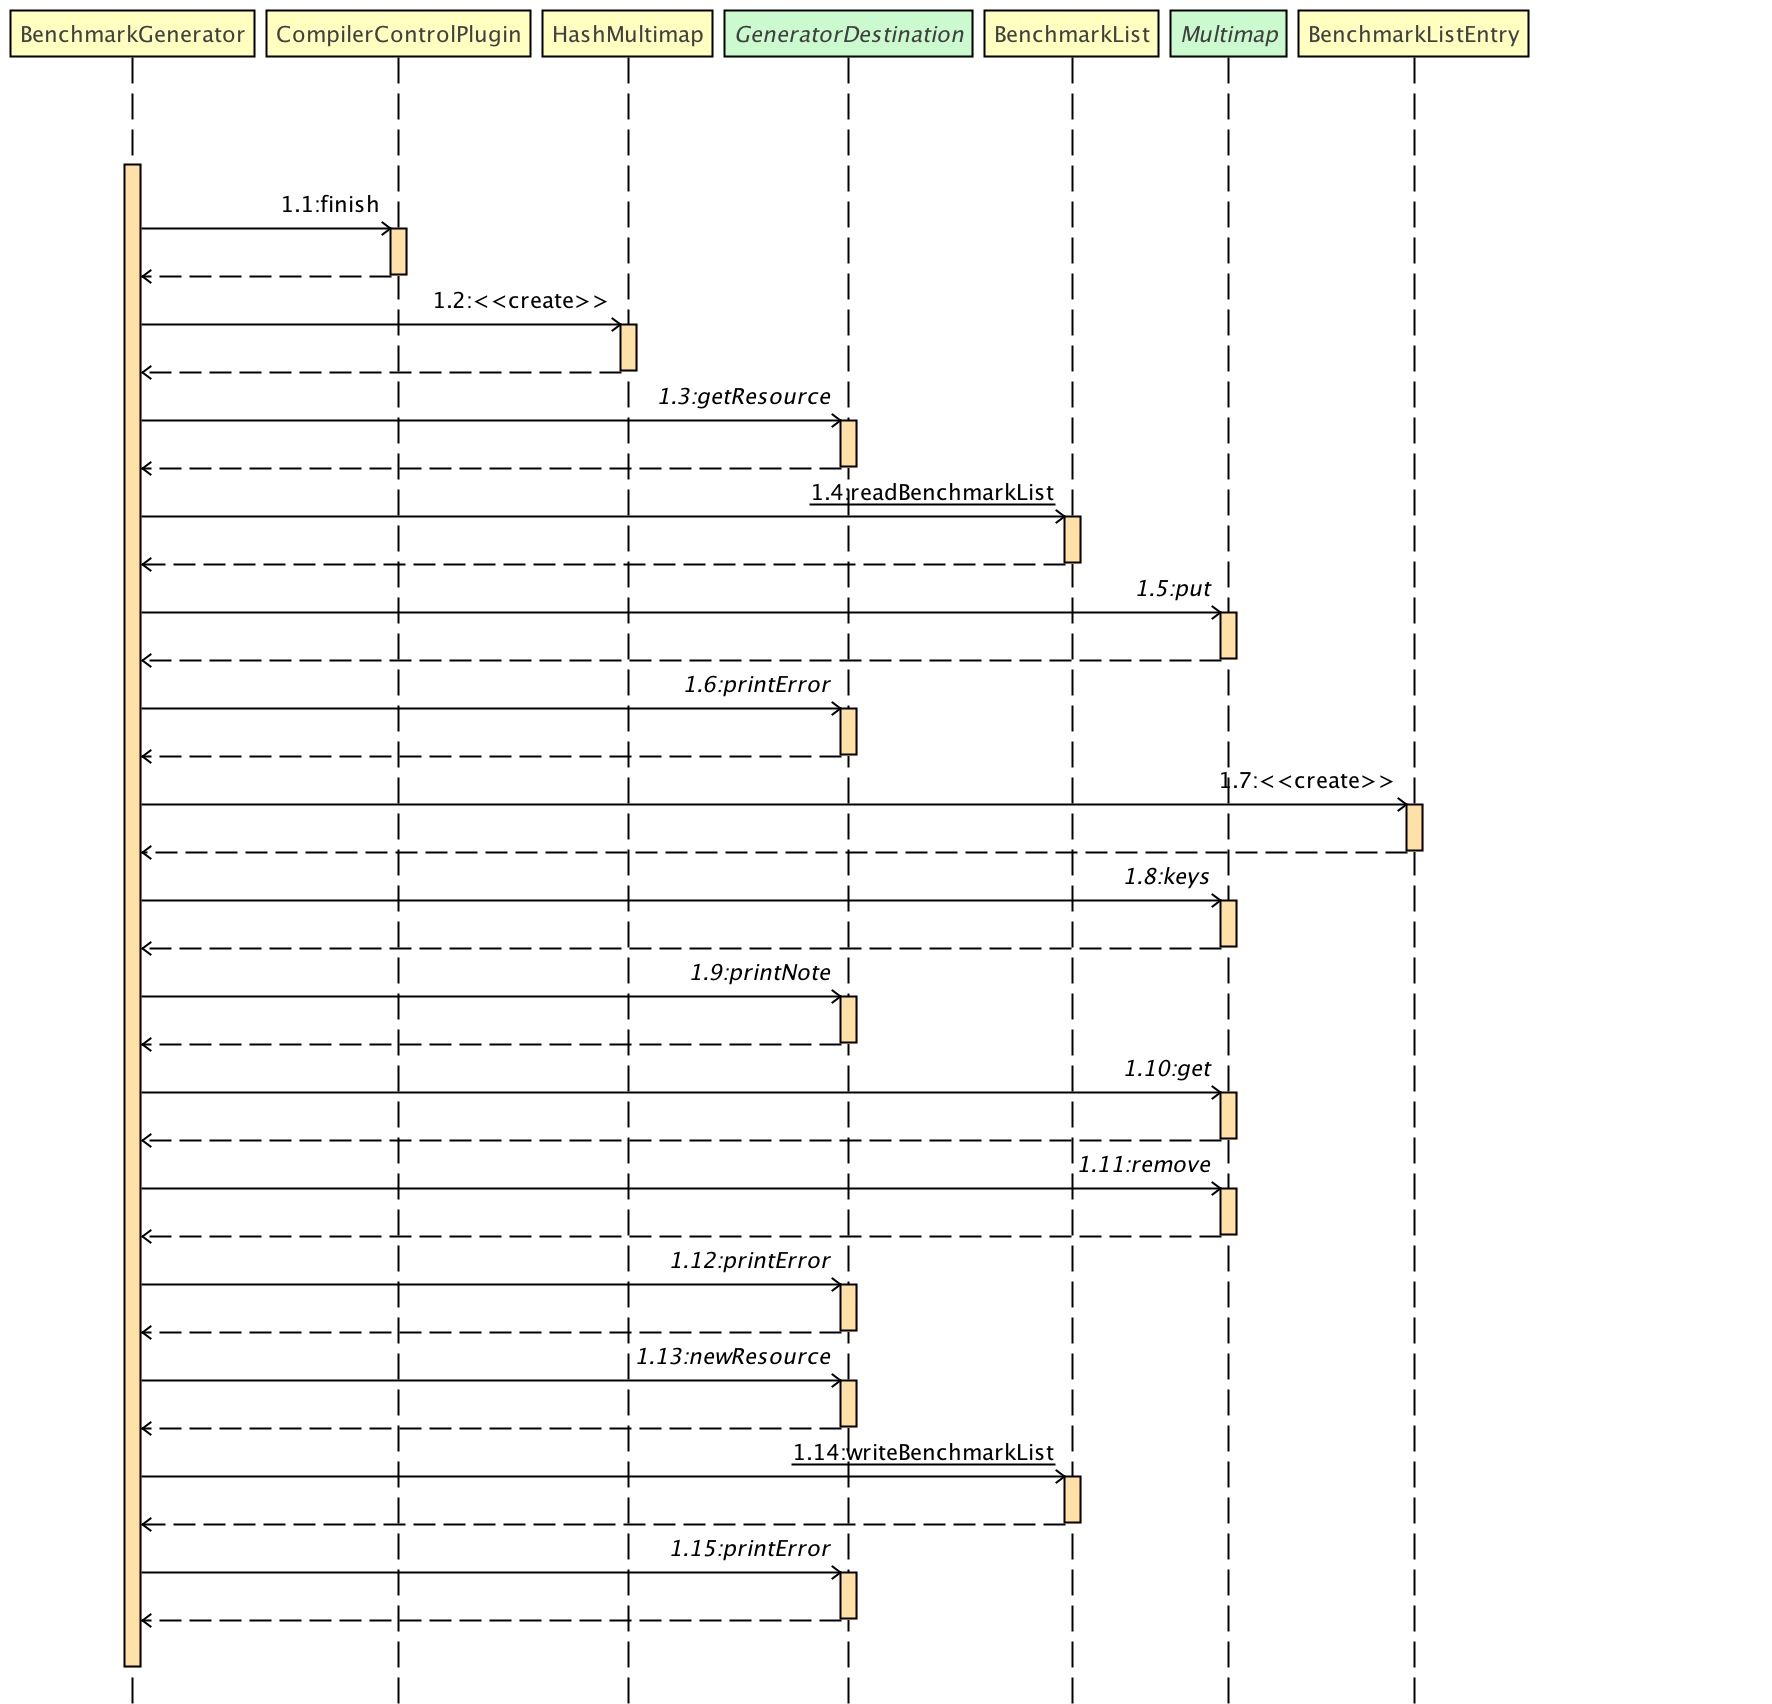 BenchmarkGenerator CompilerControlPlugin HashMultimap GeneratorDestination BenchmarkList Multimap BenchmarkListEntry
1.1:finish
1.2:<<create>>
1.3:getResource
1.4:readBenchmarkList
1.5:put
1.6:printError
1.7:<<create>>
1.8:keys
1.9:printNote
1.10:get
1.11:remove
1.12:printError
1.13:newResource
1.14:writeBenchmarkList
1.15:printError